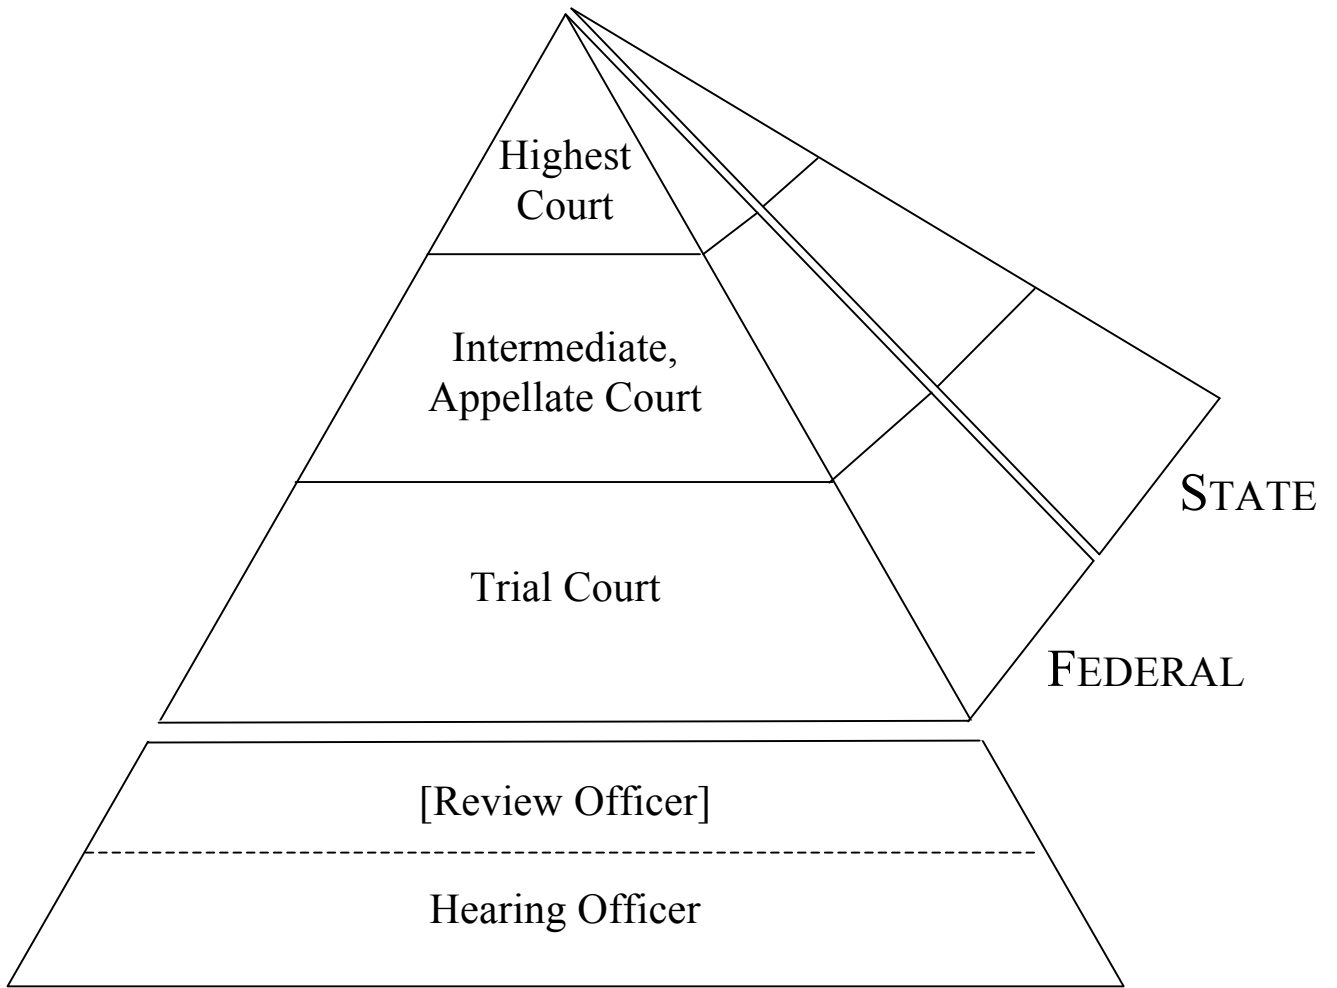 Highest
Court
Intermediate,
Appellate Court
STATE
Trial Court
FEDERAL
[Review Officer]
Hearing Officer